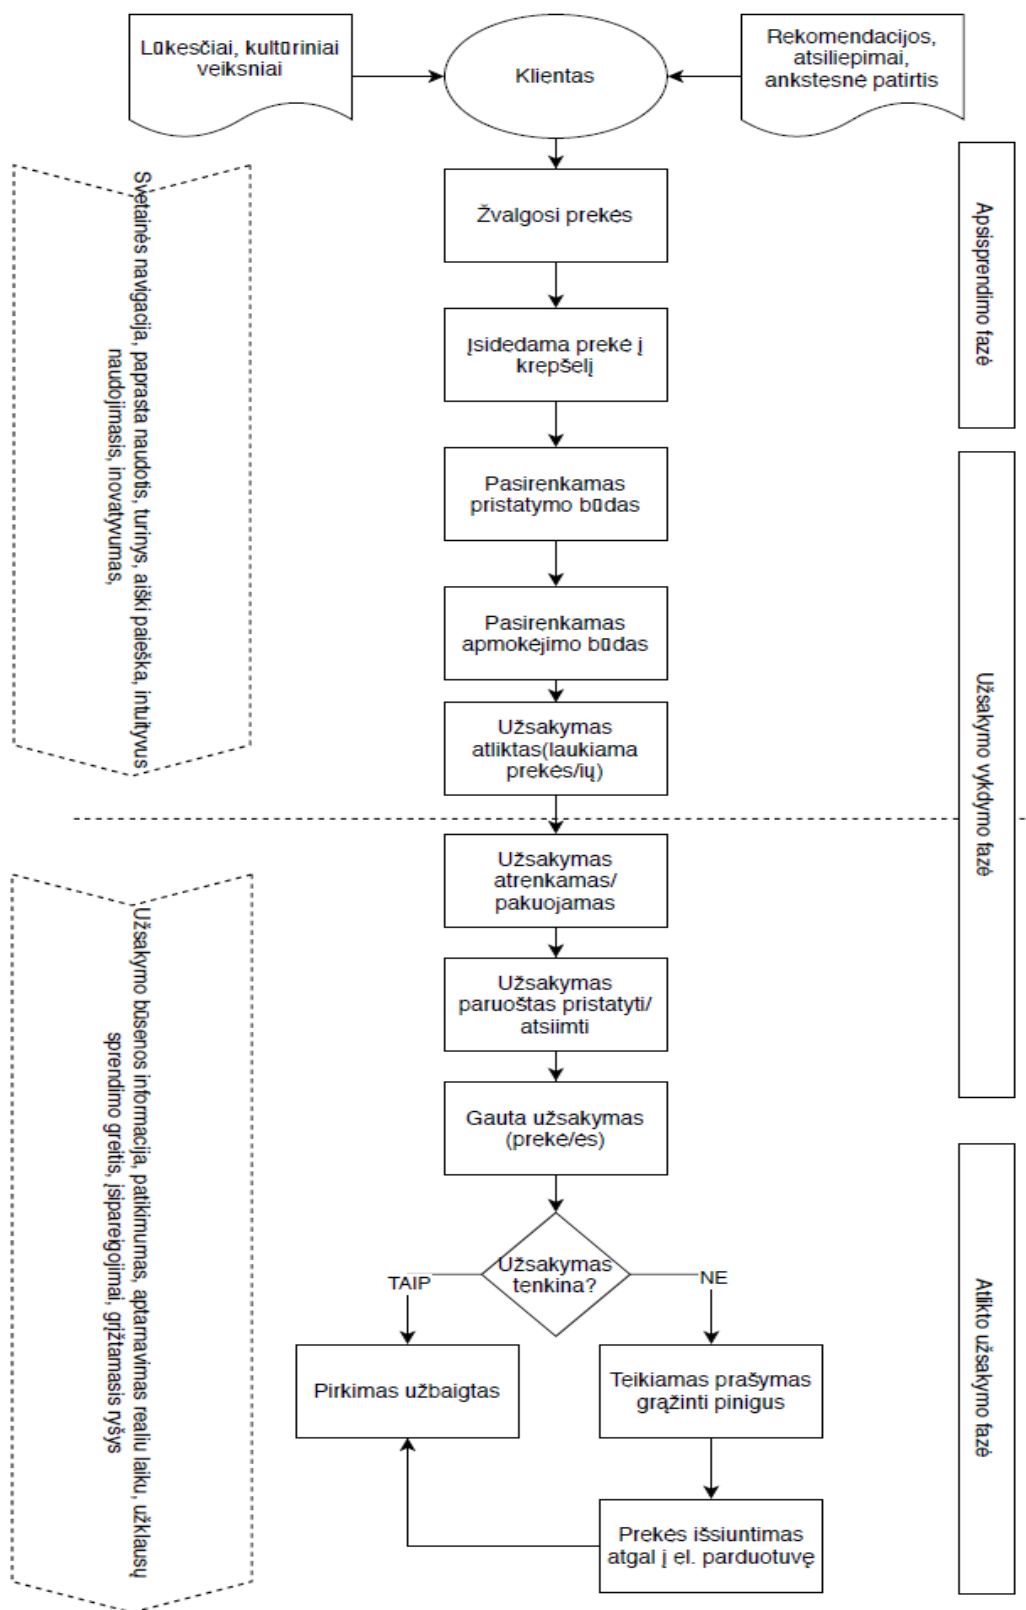 Lūkesčiai, kultūriniai
veiksniai
Klientas
Rekomendacijos,
atsiliepimai,
ankstesnė patirtis
Žvalgosi prekės
Įsidedama prekė į
krepšelį
Pasirenkamas
pristatymo būdas
Pasirenkamas
apmokėjimo būdas
Užsakymas
atliktas(laukiama
prekės/ių)
Užsakymas
atrenkamas/
pakuojamas
Užsakymas
paruoštas pristatyti/
atsiimti
Gauta užsakymas
(prekė/ės)
Užsakymas
tenkina?
TAIP
NE
Pirkimas užbaigtas
Teikiamas prašymas
grąžinti pinigus
Prekės išsiuntimas
atgal į el. parduotuvę
Svetainės navigacija, paprasta naudotis, turinys, aiški paieška, intuityvus
naudojimasis, inovatyvumas,
Užsakymo būsenos informacija, patikimumas, aptarnavimas realiu laiku, užklausų
sprendimo greitis, įsipareigojimai, grįžtamasis ryšys
Apsisprendimo fazė
Užsakymo vykdymo fazė
Atlikto užsakymo fazė